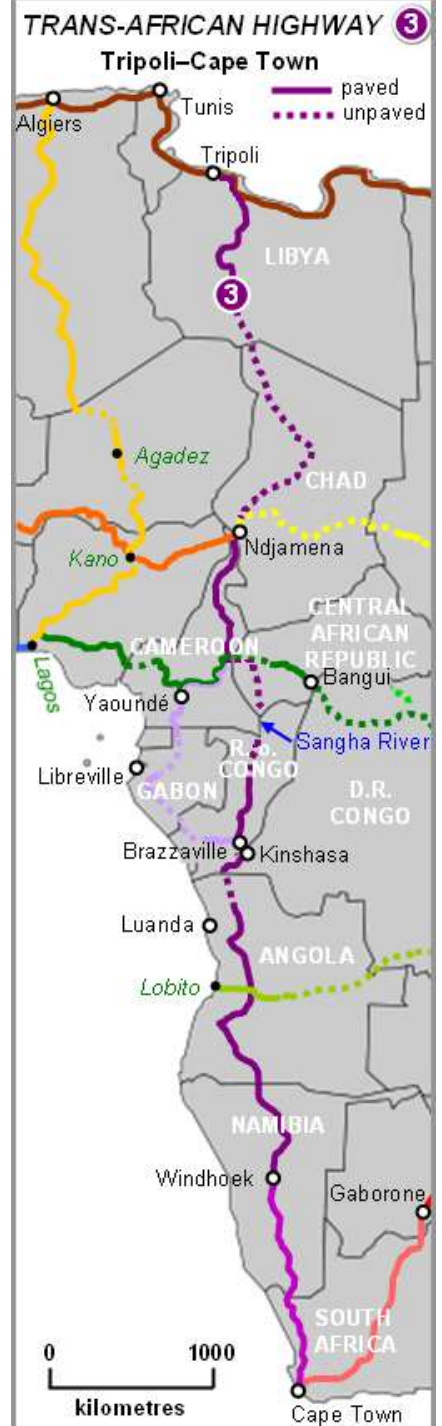 TRANS-AFRICAN HIGHWAY 3
Tripoli–Cape Town
paved
unpaved
Algiers
Tunis
Tripoli
LIBYA
3
Agadez
CHAD
Kano
Ndjamena
CENTRAL
AFRICAN
REPUBLIC
CAMEROON
Lagos
Bangui
Yaoundé
Sangha River
R. CONGO
Libreville
GABON
D.R.
CONGO
Brazzaville
Kinshasa
Luanda
ANGOLA
Lobito
NAMIBIA
Windhoek
Gaborone
SOUTH
AFRICA
0 1000
kilometres
Cape Town